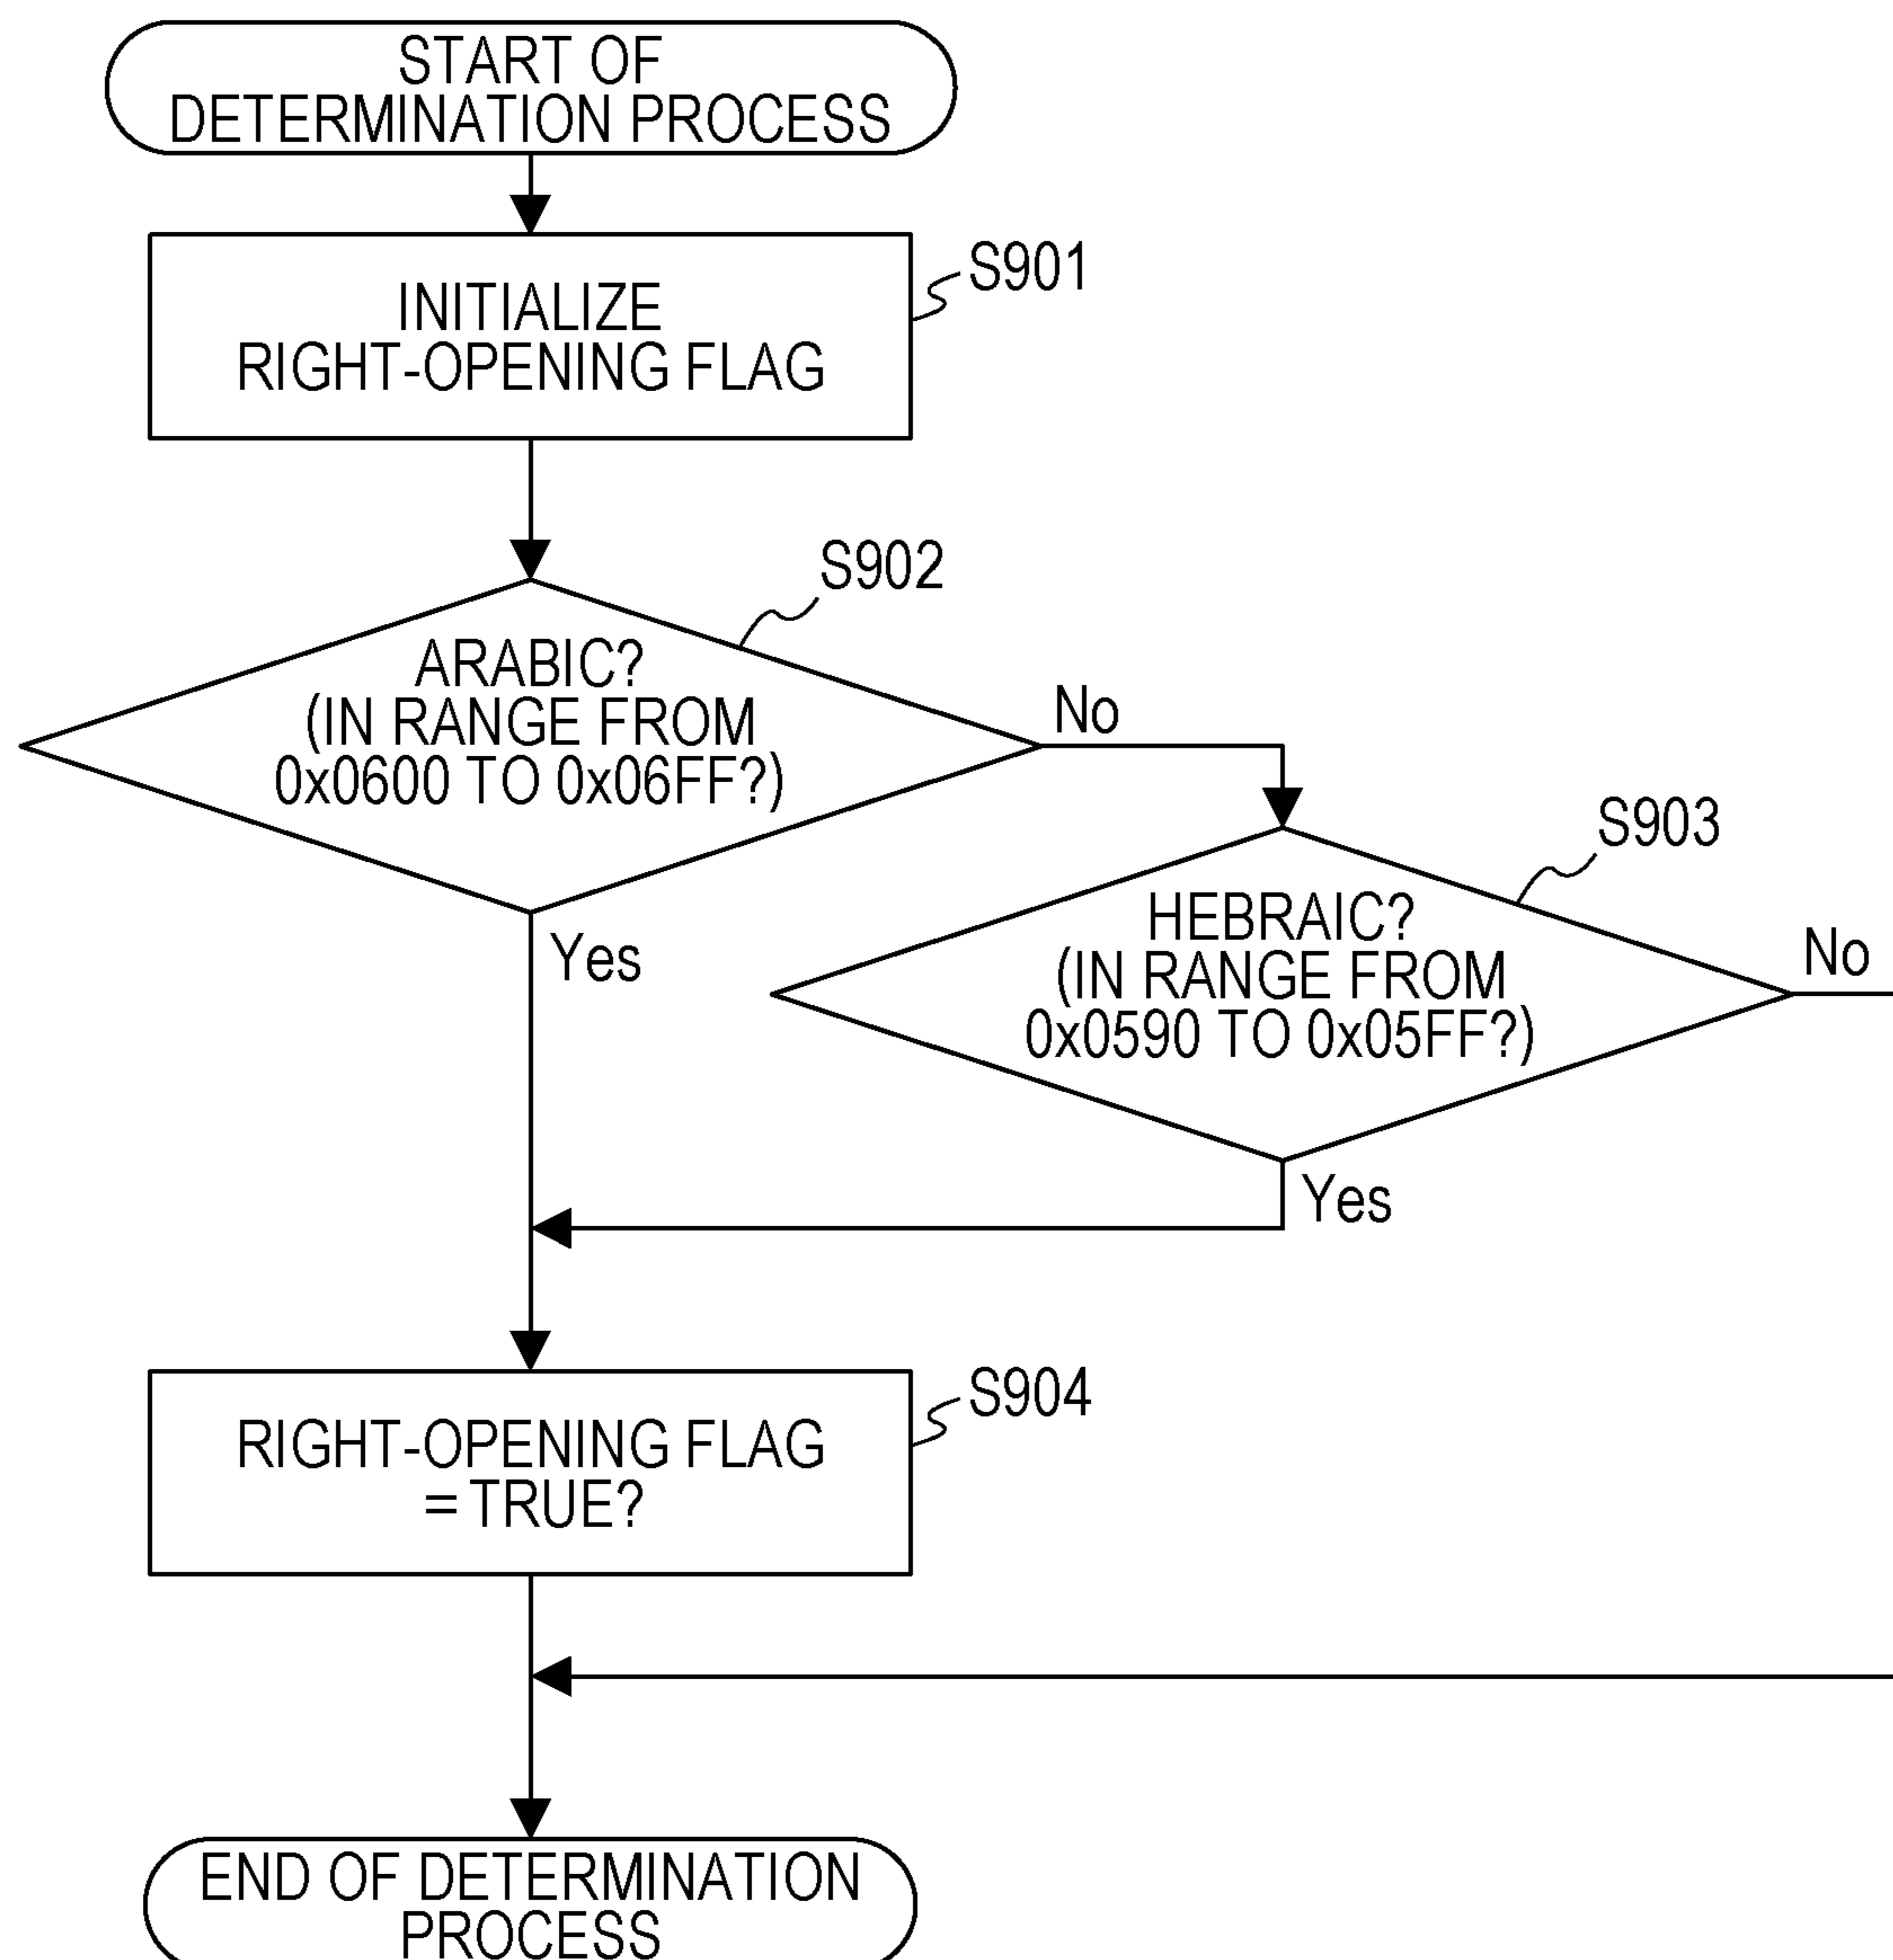 START OF
DETERMINATION PROCESS
INITIALIZE
RIGHT-OPENING FLAG
S901
S902
ARABIC?
(IN RANGE FROM
0x0600 TO 0x06FF?)
No
Yes
S903
HEBRAIC?
(IN RANGE FROM
0x0590 TO 0x05FF?)
No
Yes
S904
RIGHT-OPENING FLAG
= TRUE?
END OF DETERMINATION
PROCESS